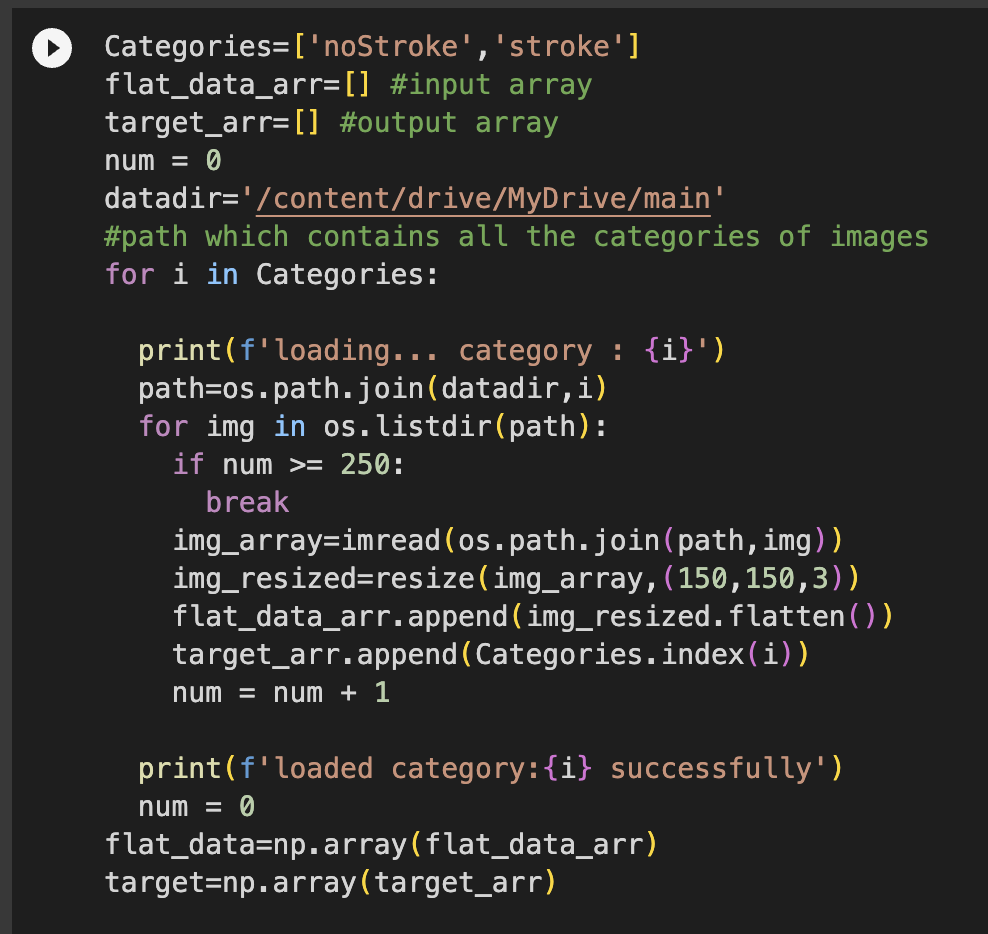 Categories=['noStroke','stroke']
flat_data_arr=[] #input array
target_arr=[] #output array
num = 0
datadir='/content/drive/MyDrive/main'
#path which contains all the categories of images
for i in Categories:

  print(f'loading... category : {i}')
  path=os.path.join(datadir,i)
  for img in os.listdir(path):
    if num >= 250:
      break
    img_array=imread(os.path.join(path,img))
    img_resized=resize(img_array,(150,150,3))
    flat_data_arr.append(img_resized.flatten())
    target_arr.append(Categories.index(i))
    num = num + 1

  print(f'loaded category:{i} successfully')
  num = 0
flat_data=np.array(flat_data_arr)
target=np.array(target_arr)